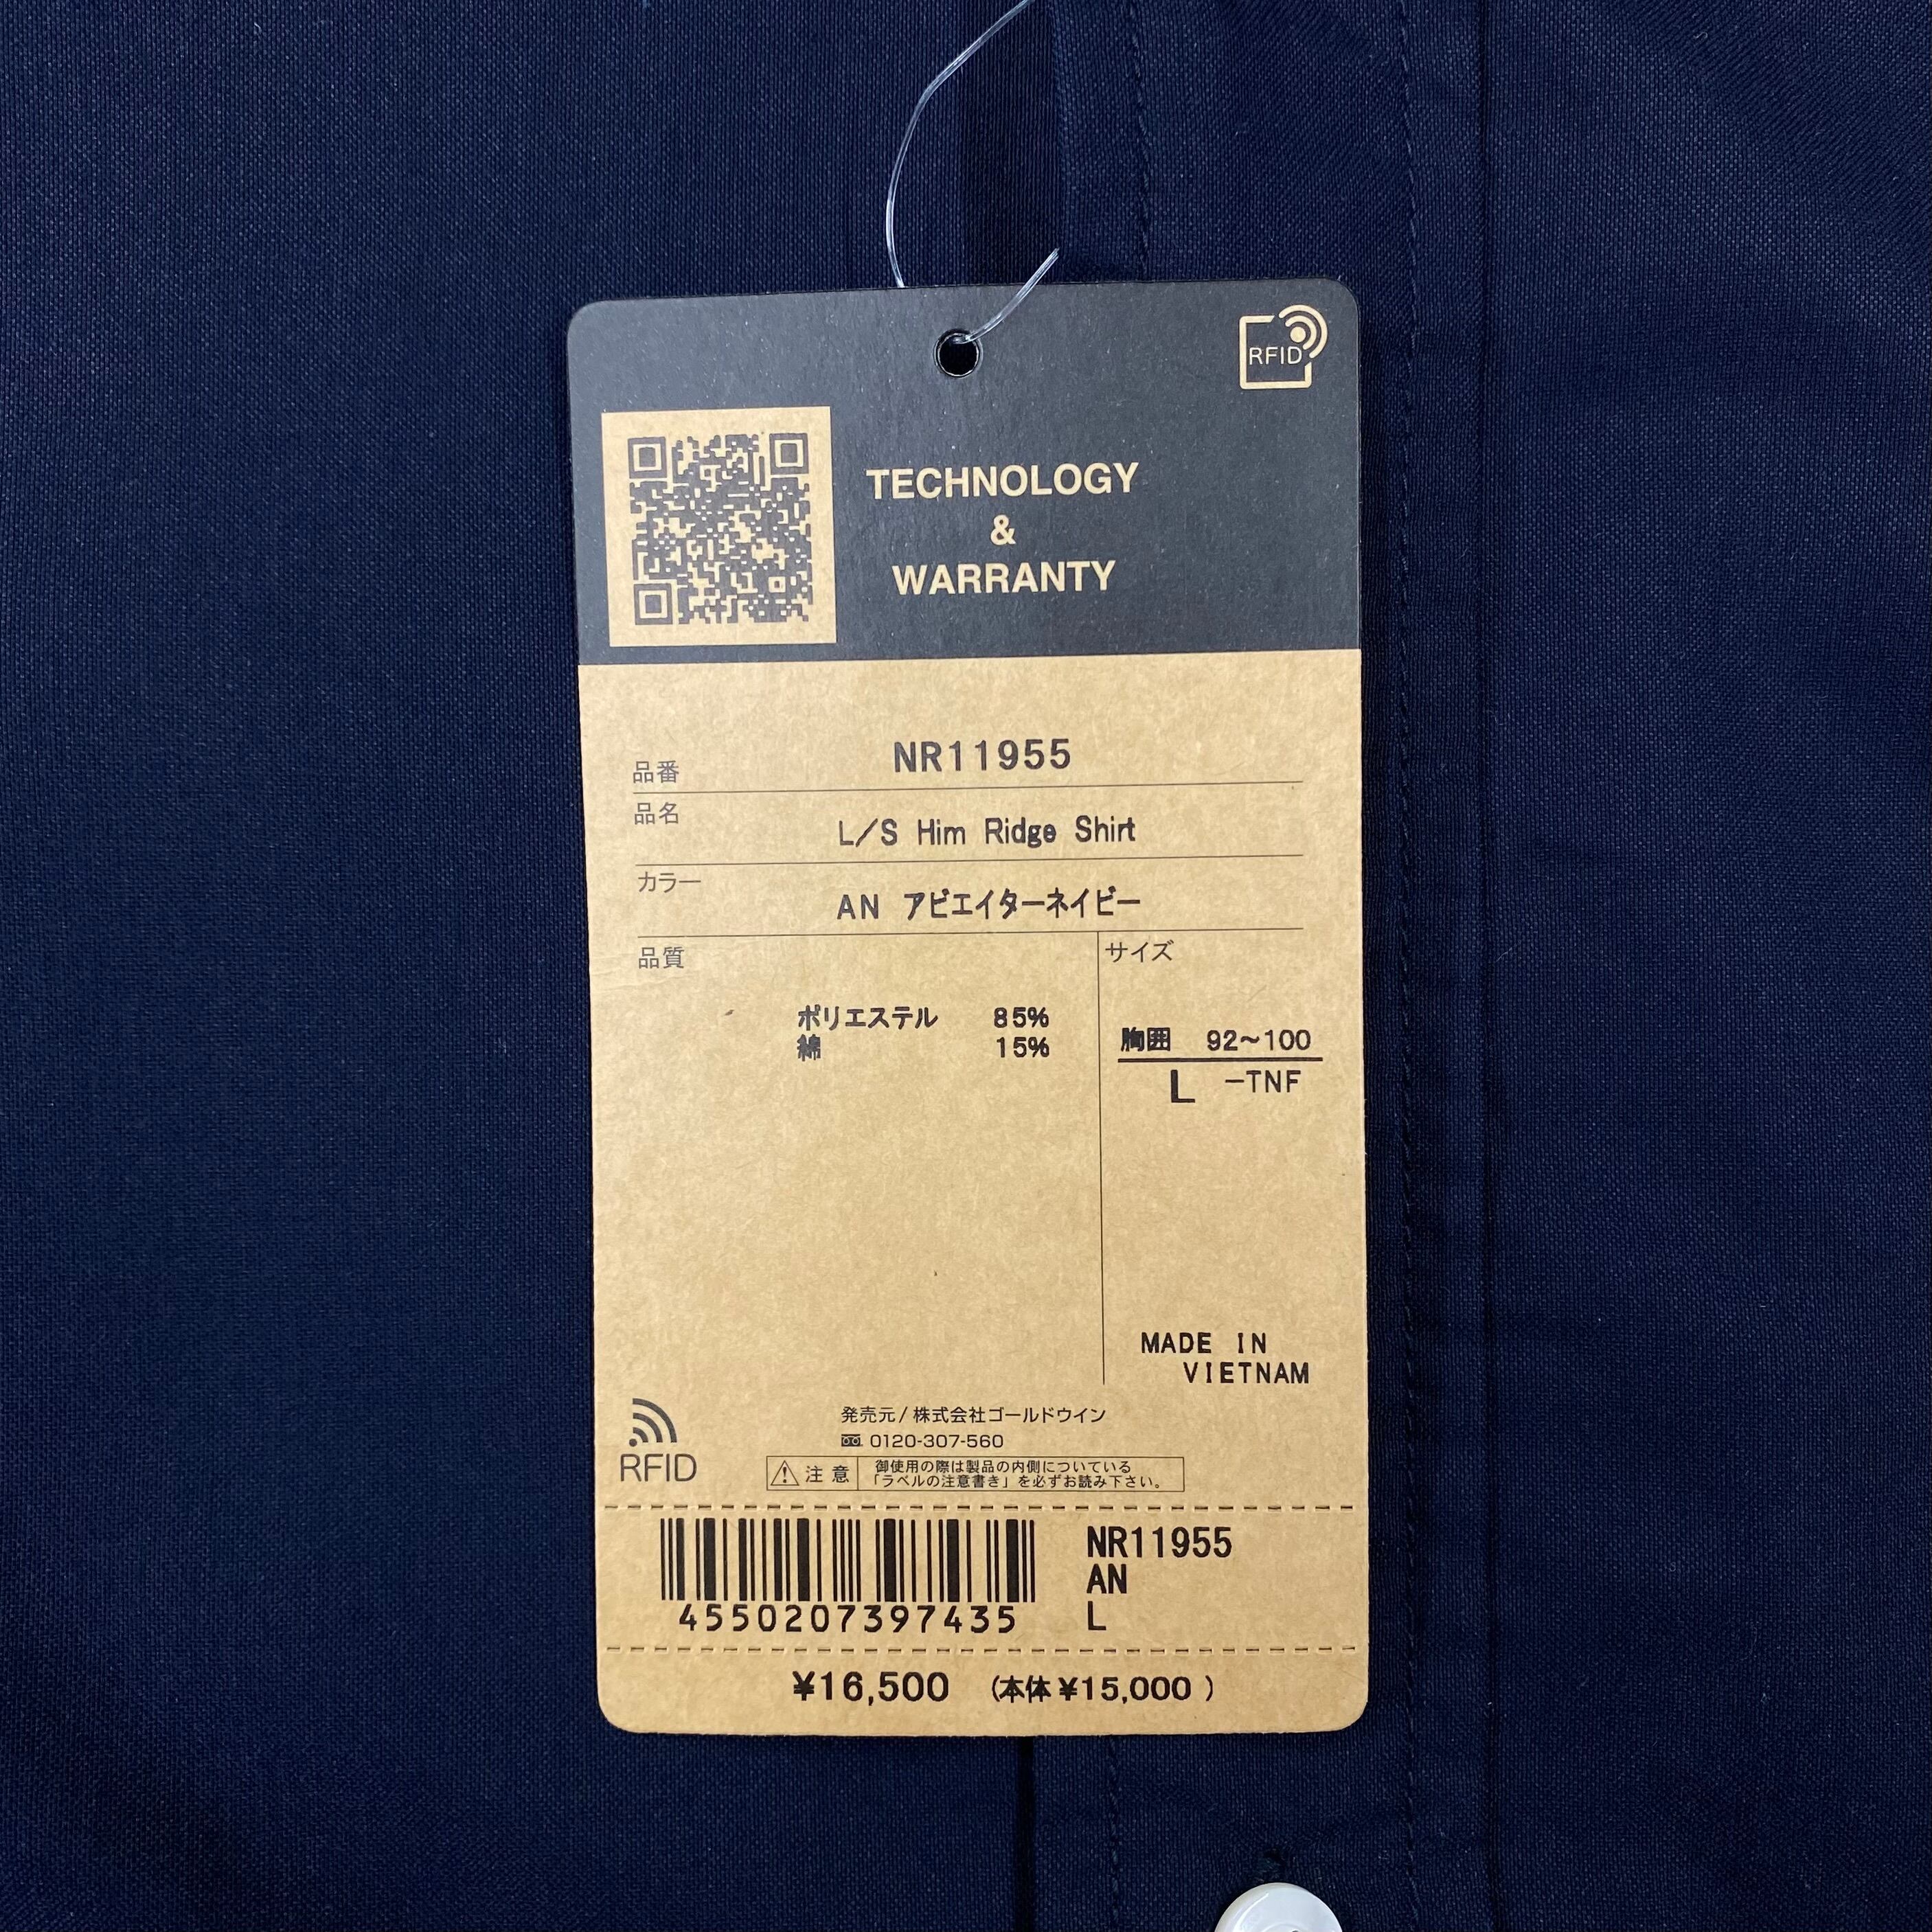 RFID
TECHNOLOGY
&
WARRANTY
品番 NR11955
品名 L/S Him Ridge Shirt
カラー AN アビエイターネイビー
品質
ポリエステル 85%
綿 15%
サイズ
胸囲 92~100
L -TNF
MADE IN
VIETNAM
RFID
発売元/株式会社ゴールドウイン
0120-307-560
注意 御使用の際は製品の内側についている
「ラベルの注意書き」を必ずお読み下さい。
4550207397435
NR11955
AN
L
¥16,500 (本体¥15,000 )